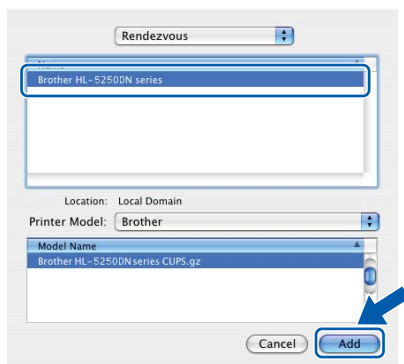 Rendezvous
Name
Brother HL-5250DN series
Location: Local Domain
Printer Model: Brother
Model Name
Brother HL-5250DN series CUPS.gz
Cancel Add